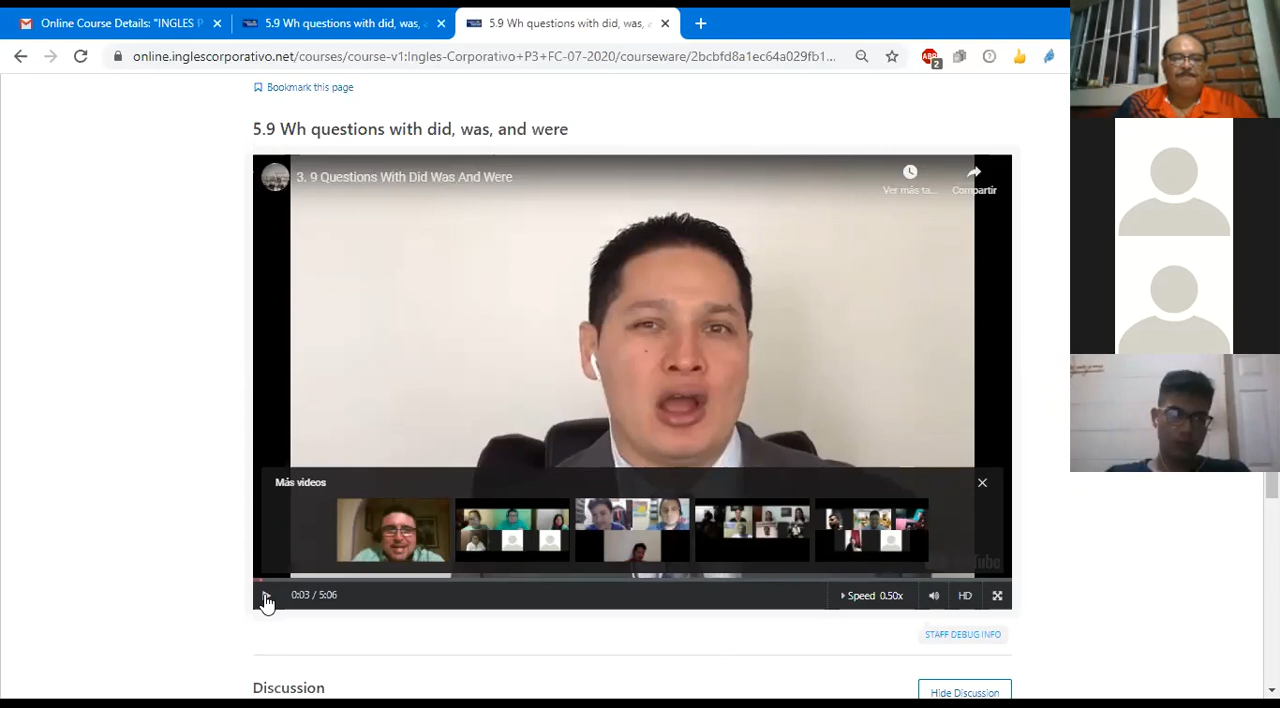 Online Course Details: "INGLES P
5.9 Wh questions with did, was,
5.9 Wh questions with did, was,
online.inglescorporativo.net/courses/course-v1:Ingles-Corporativo+P3+FC-07-2020/courseware/2bcbfd8a1ec64a029fb1...
ABP
2
Bookmark this page
5.9 Wh questions with did, was, and were
3. 9 Questions With Did Was And Were
Ver más ta...
Compartir
Más videos
0:03 / 5:06
Speed 0.50x
HD
STAFF DEBUG INFO
Discussion
Hide Discussion